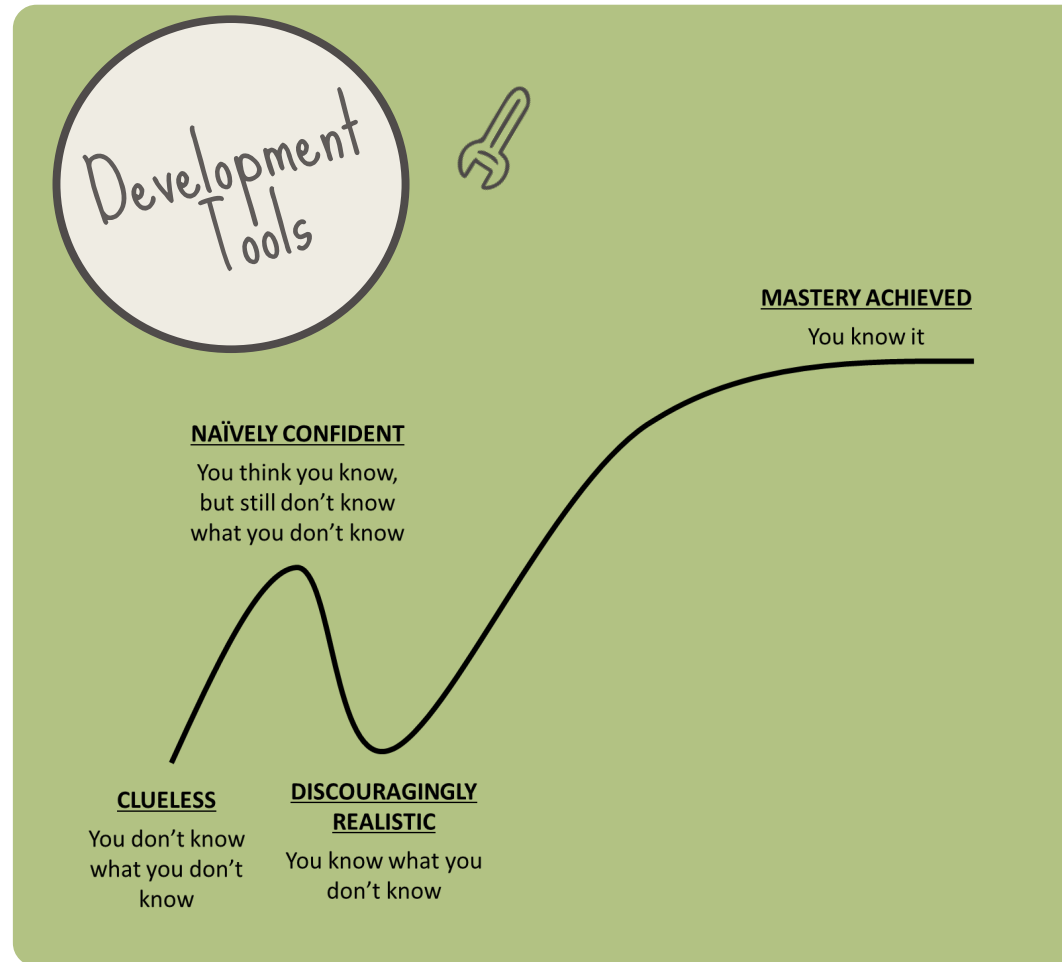 Development
Tools
MASTERY ACHIEVED
You know it
NAÏVELY CONFIDENT
You think you know,
but still don’t know
what you don’t know
CLUELESS
You don’t know
what you don’t
know
DISCOURAGINGLY
REALISTIC
You know what you
don’t know